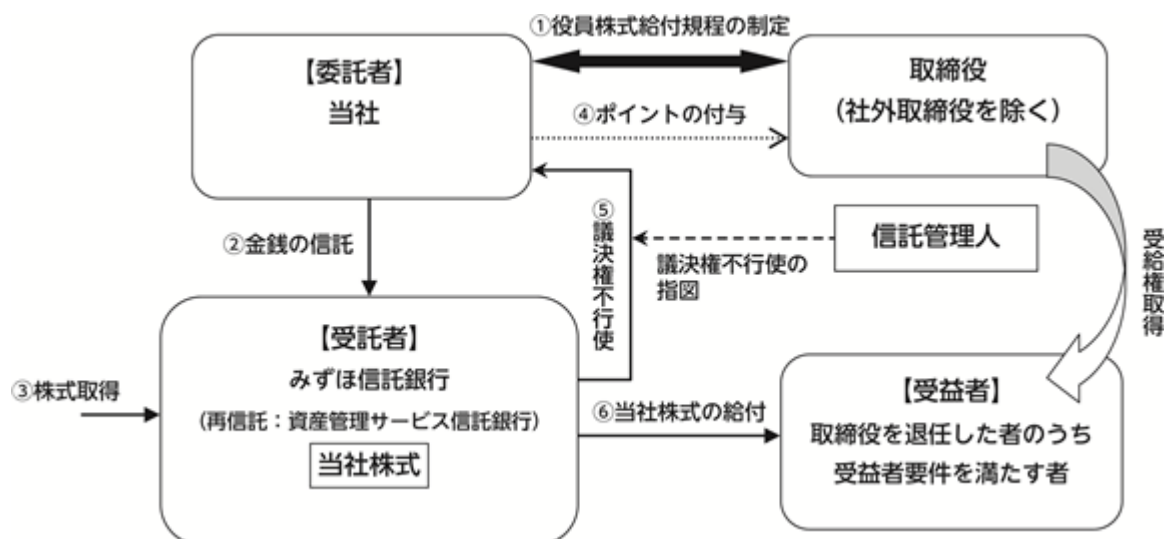 ①役員株式給付規程の制定
【委託者】
当社
取締役
(社外取締役を除く)
④ポイントの付与
②金銭の信託
⑤議決権不行使
信託管理人
議決権不行使の
指図
受給権取得
【受託者】
みずほ信託銀行
(再信託：資産管理サービス信託銀行)
当社株式
③株式取得
⑥当社株式の給付
【受益者】
取締役を退任した者のうち
受益者要件を満たす者